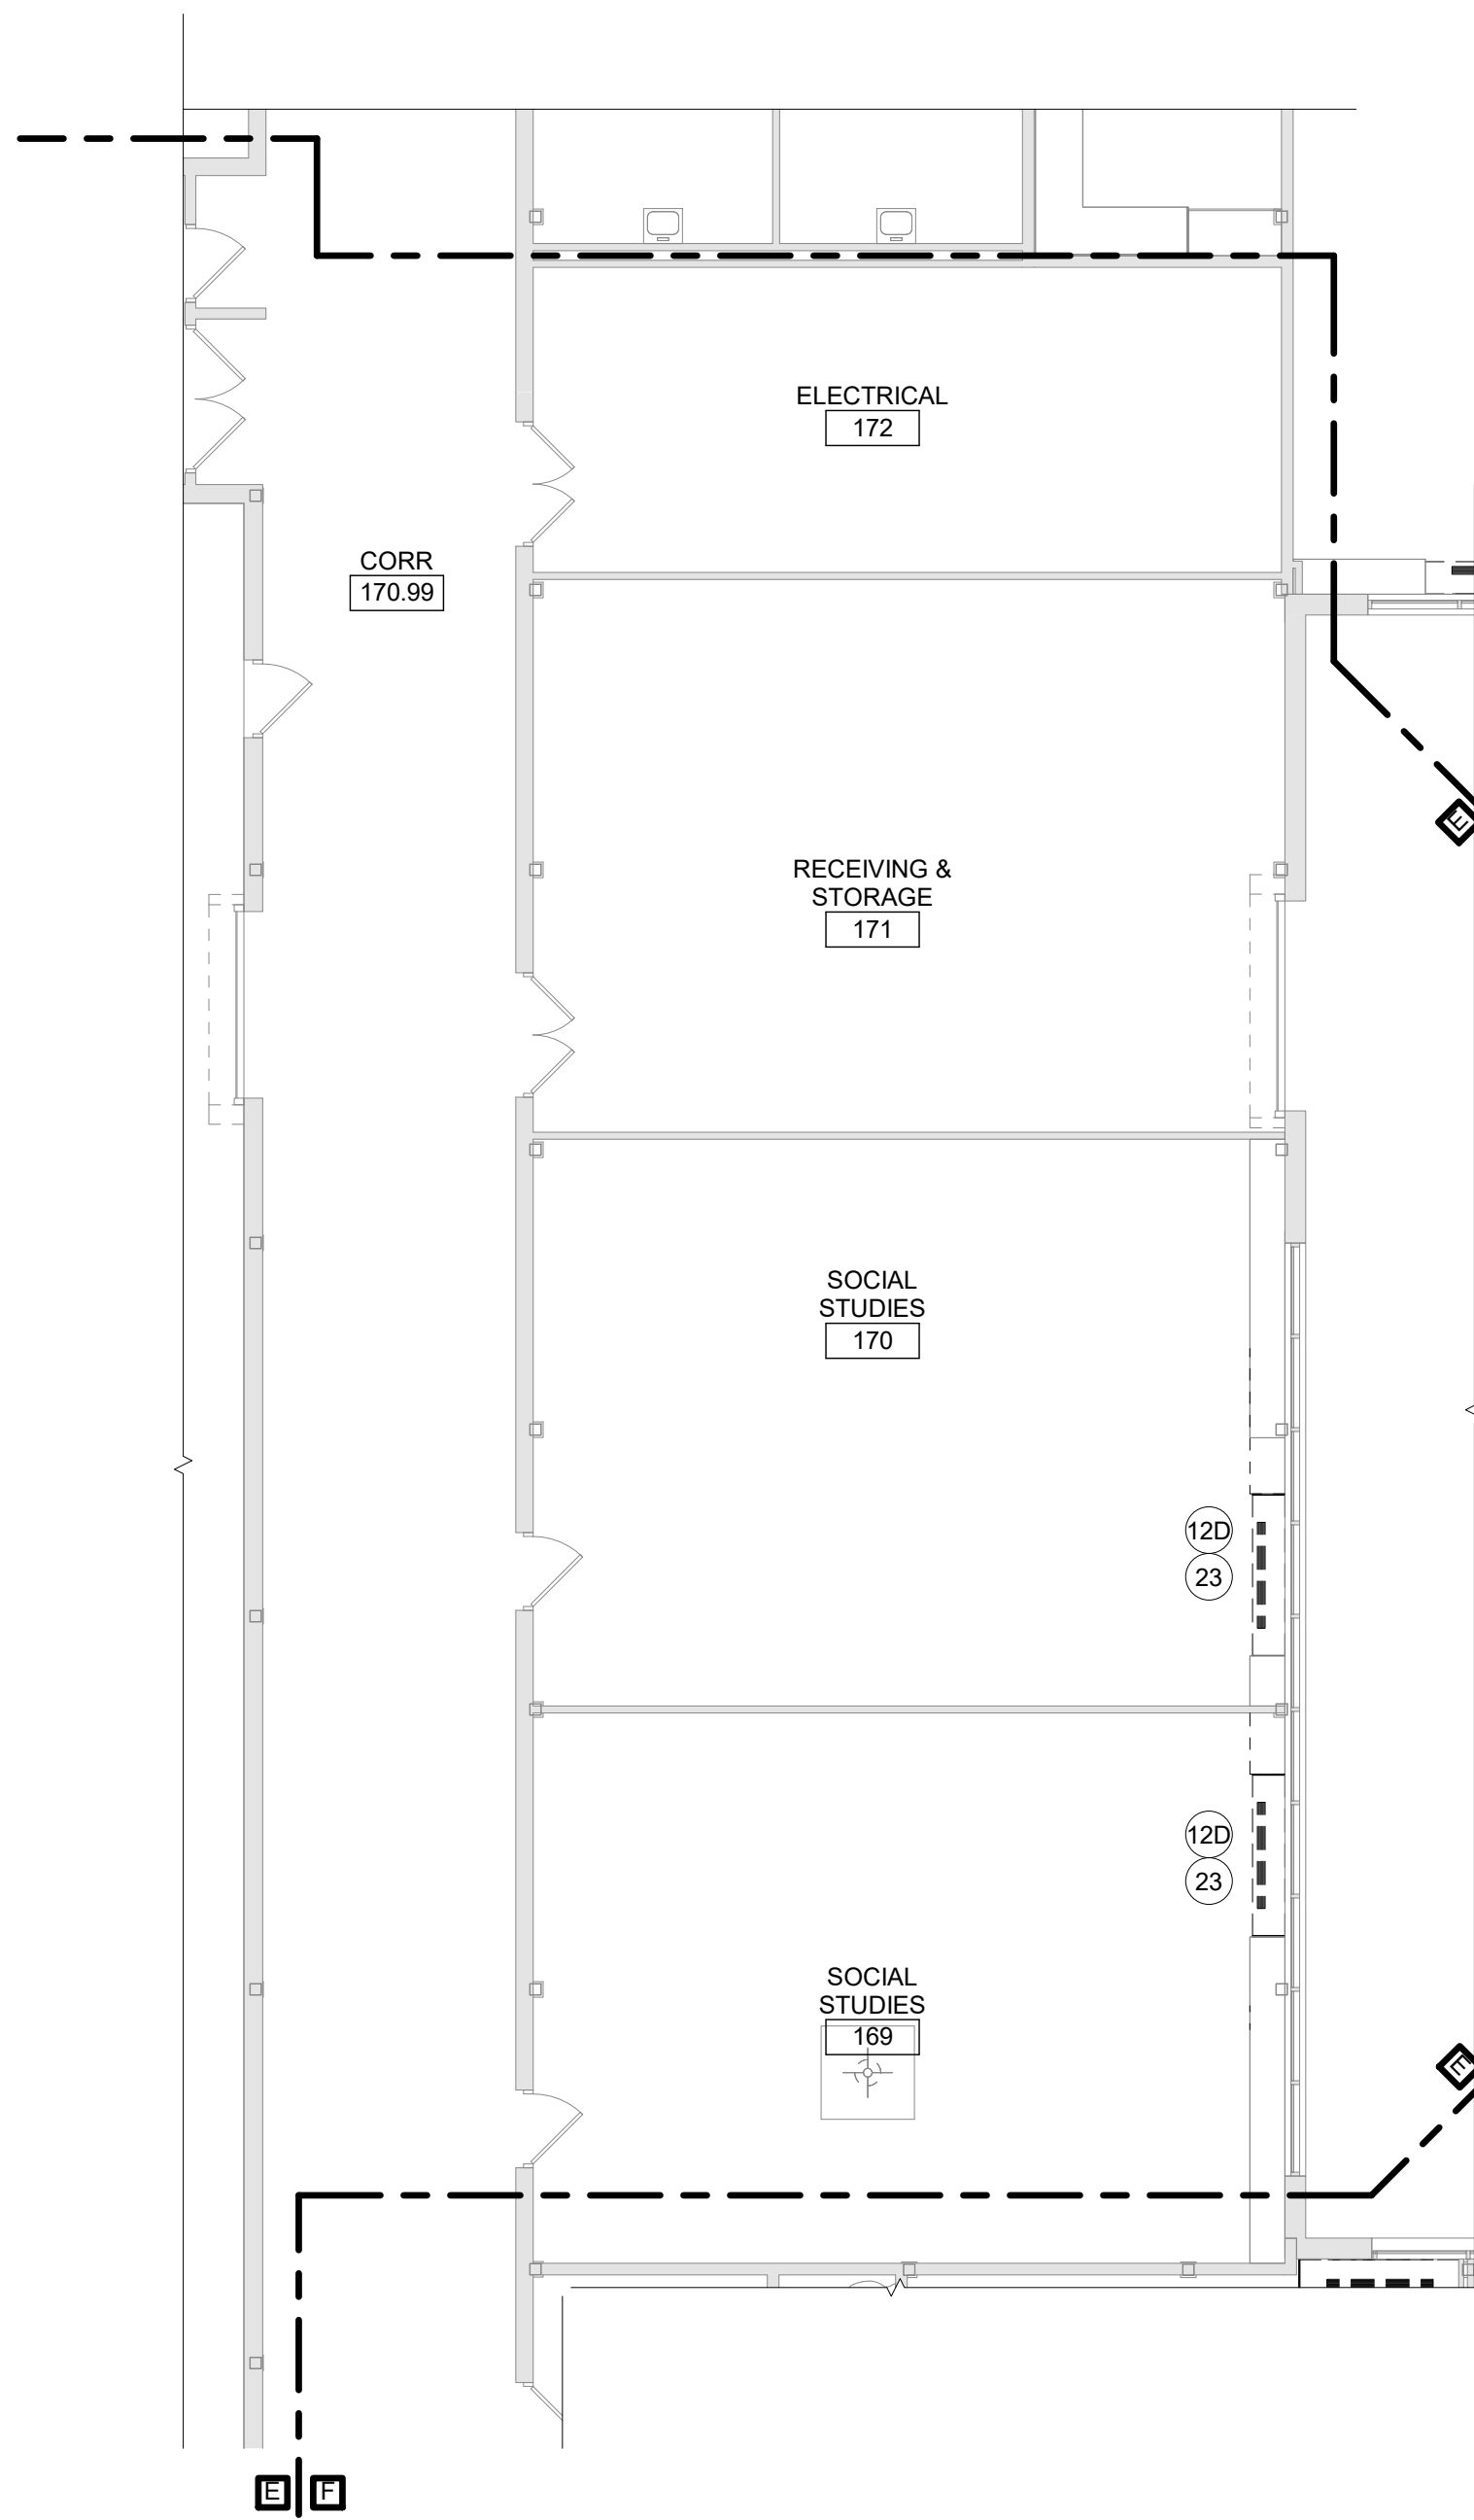 ELECTRICAL
172
CORR
170.99
E
RECEIVING &
STORAGE
171
SOCIAL
STUDIES
170
12D
23
12D
23
SOCIAL
STUDIES
169
E
E
F